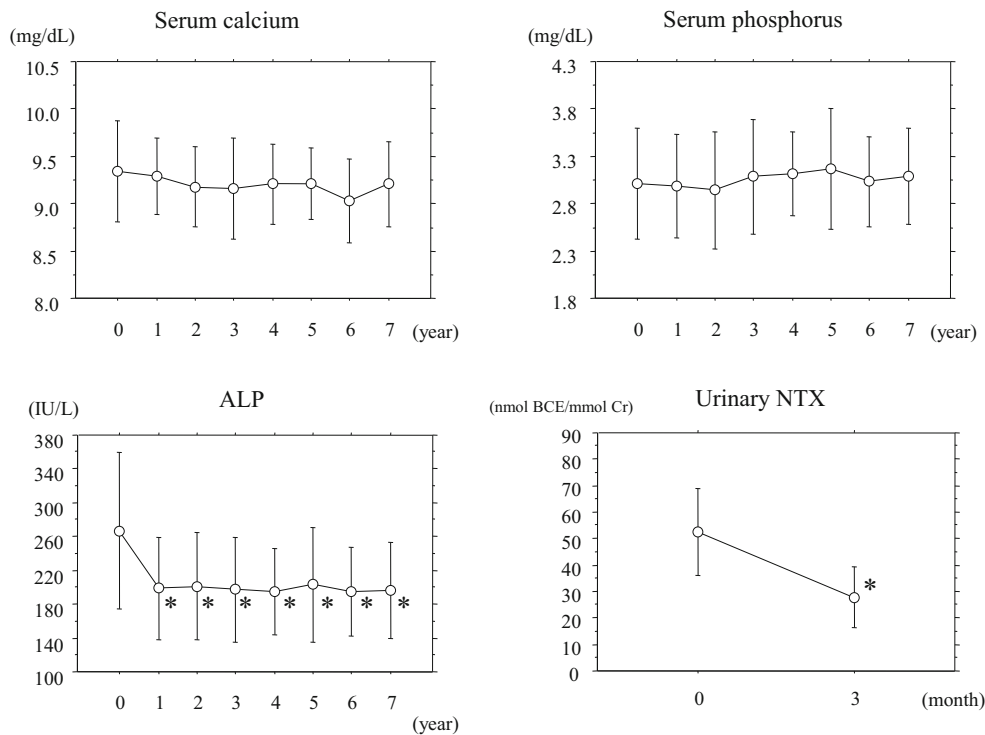 Serum calcium
(mg/dL)
10.5
10.0
9.5
9.0
8.5
8.0
0 1 2 3 4 5 6 7 (year)
Serum phosphorus
(mg/dL)
4.3
3.8
3.3
2.8
2.3
1.8
0 1 2 3 4 5 6 7 (year)
ALP
(IU/L)
380
340
300
260
220
180
140
100
* * * * * * *
0 1 2 3 4 5 6 7
(year)
Urinary NTX
(nmol BCE/mmol Cr)
90
80
70
60
50
40
30
20
10
0
*
0 3 (month)